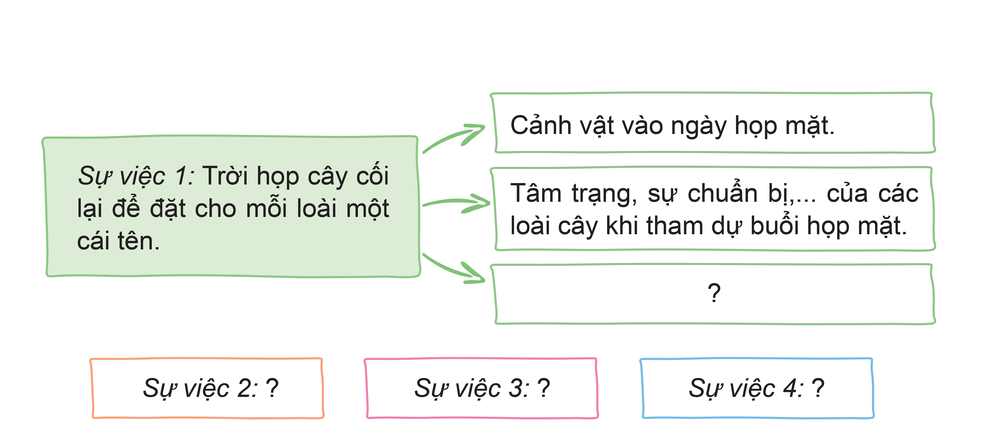 Sự việc 1: Trời họp cây cối
lại để đặt cho mỗi loài một
cái tên.
Cảnh vật vào ngày họp mặt.
Tâm trạng, sự chuẩn bị,... của các
loài cây khi tham dự buổi họp mặt.
?
Sự việc 2: ?
Sự việc 3: ?
Sự việc 4: ?